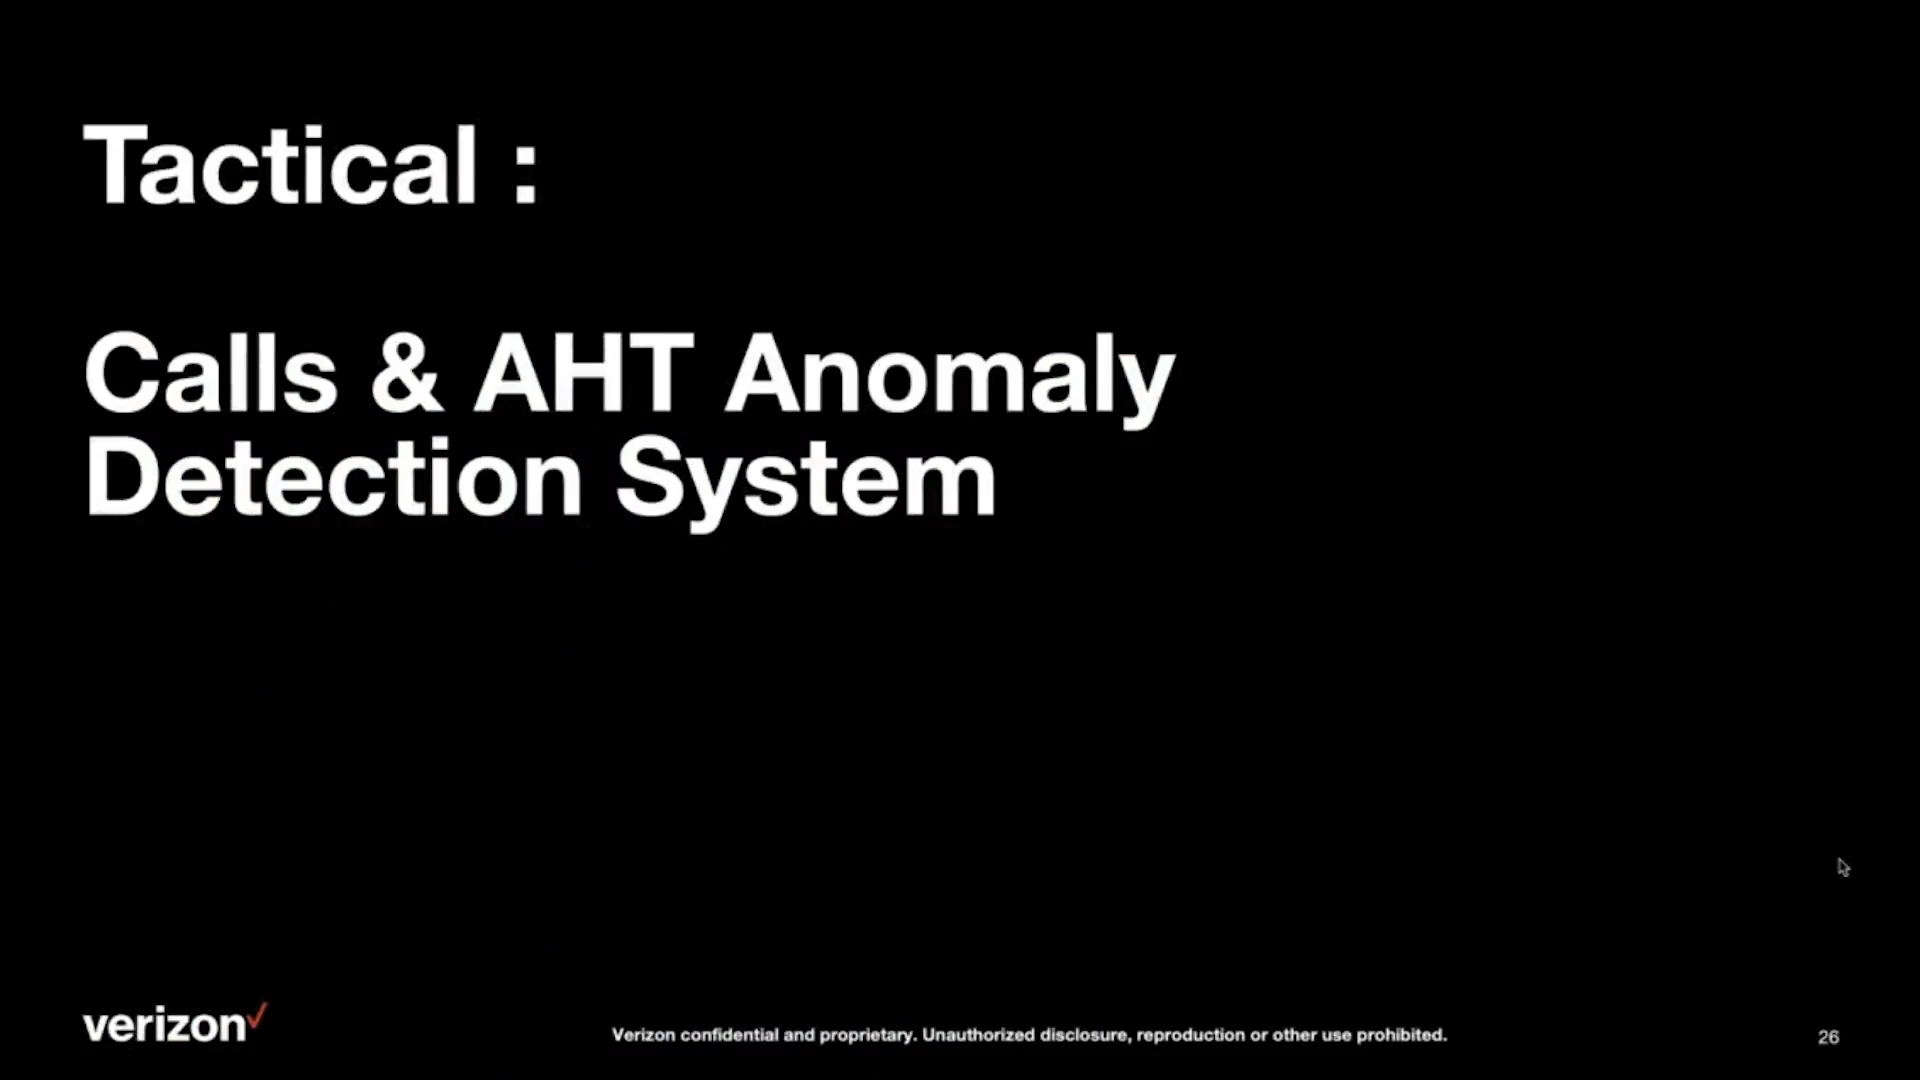 Tactical :
Calls & AHT Anomaly
Detection System
verizon
Verizon confidential and proprietary. Unauthorized disclosure, reproduction or other use prohibited.
26